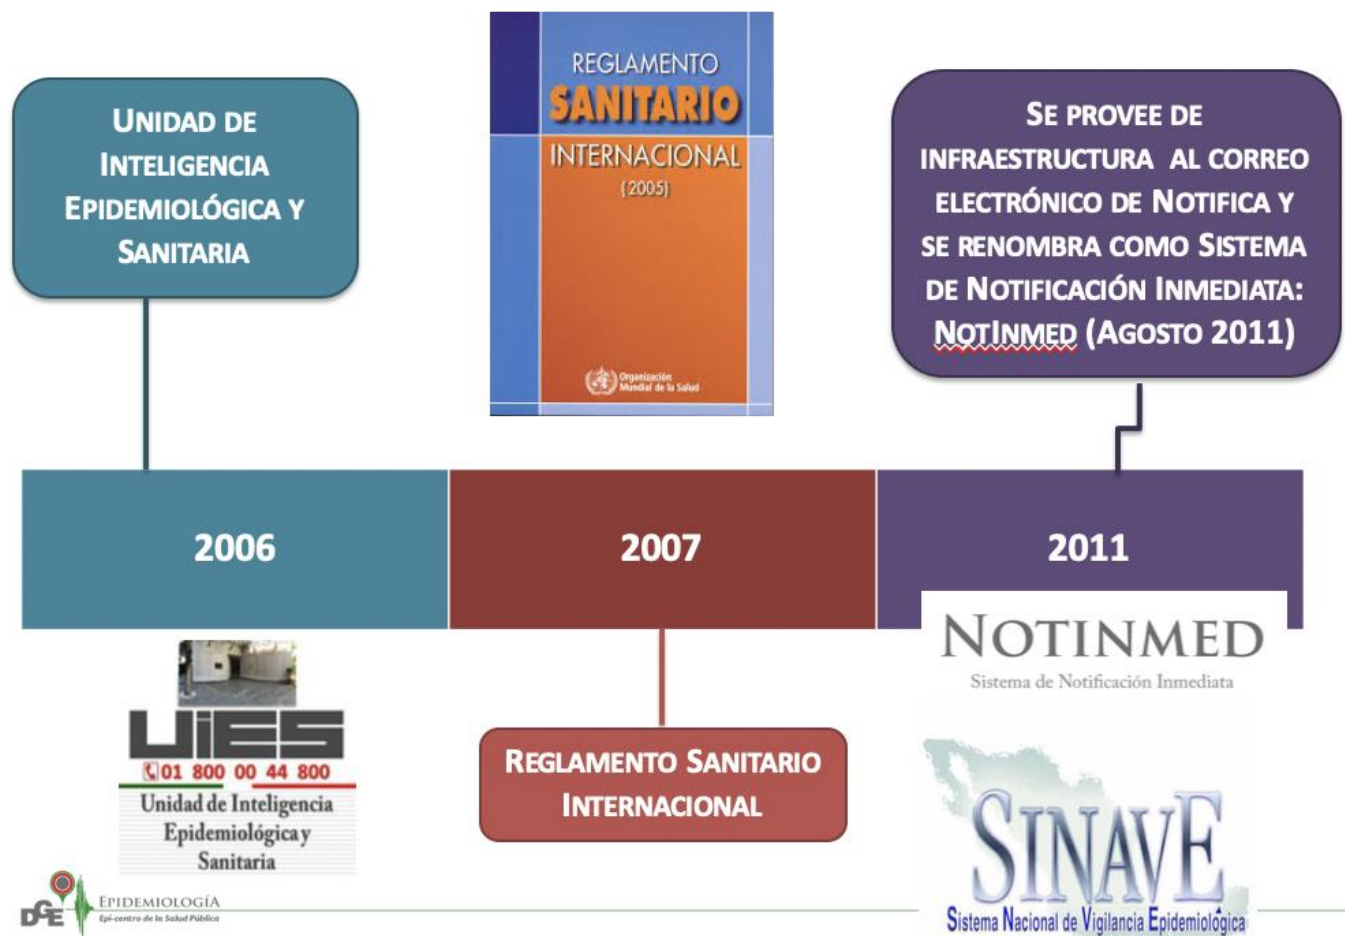 UNIDAD DE
INTELIGENCIA
EPIDEMIOLÓGICA Y
SANITARIA
REGLAMENTO
SANITARIO
INTERNACIONAL
(2005)
Organización
Mundial de la Salud
SE PROVEE DE
INFRAESTRUCTURA AL CORREO
ELECTRÓNICO DE NOTIFICA Y
SE RENOMBRA COMO SISTEMA
DE NOTIFICACIÓN INMEDIATA:
NOTINMED (AGOSTO 2011)
2006
2007
2011
UiES
01 800 00 44 800
Unidad de Inteligencia
Epidemiológica y
Sanitaria
REGLAMENTO SANITARIO
INTERNACIONAL
NOTINMED
Sistema de Notificación Inmediata
SINAVE
Sistema Nacional de Vigilancia Epidemiológica
DGE
EPIDEMIOLOGÍA
Epi-centro de la Salud Pública